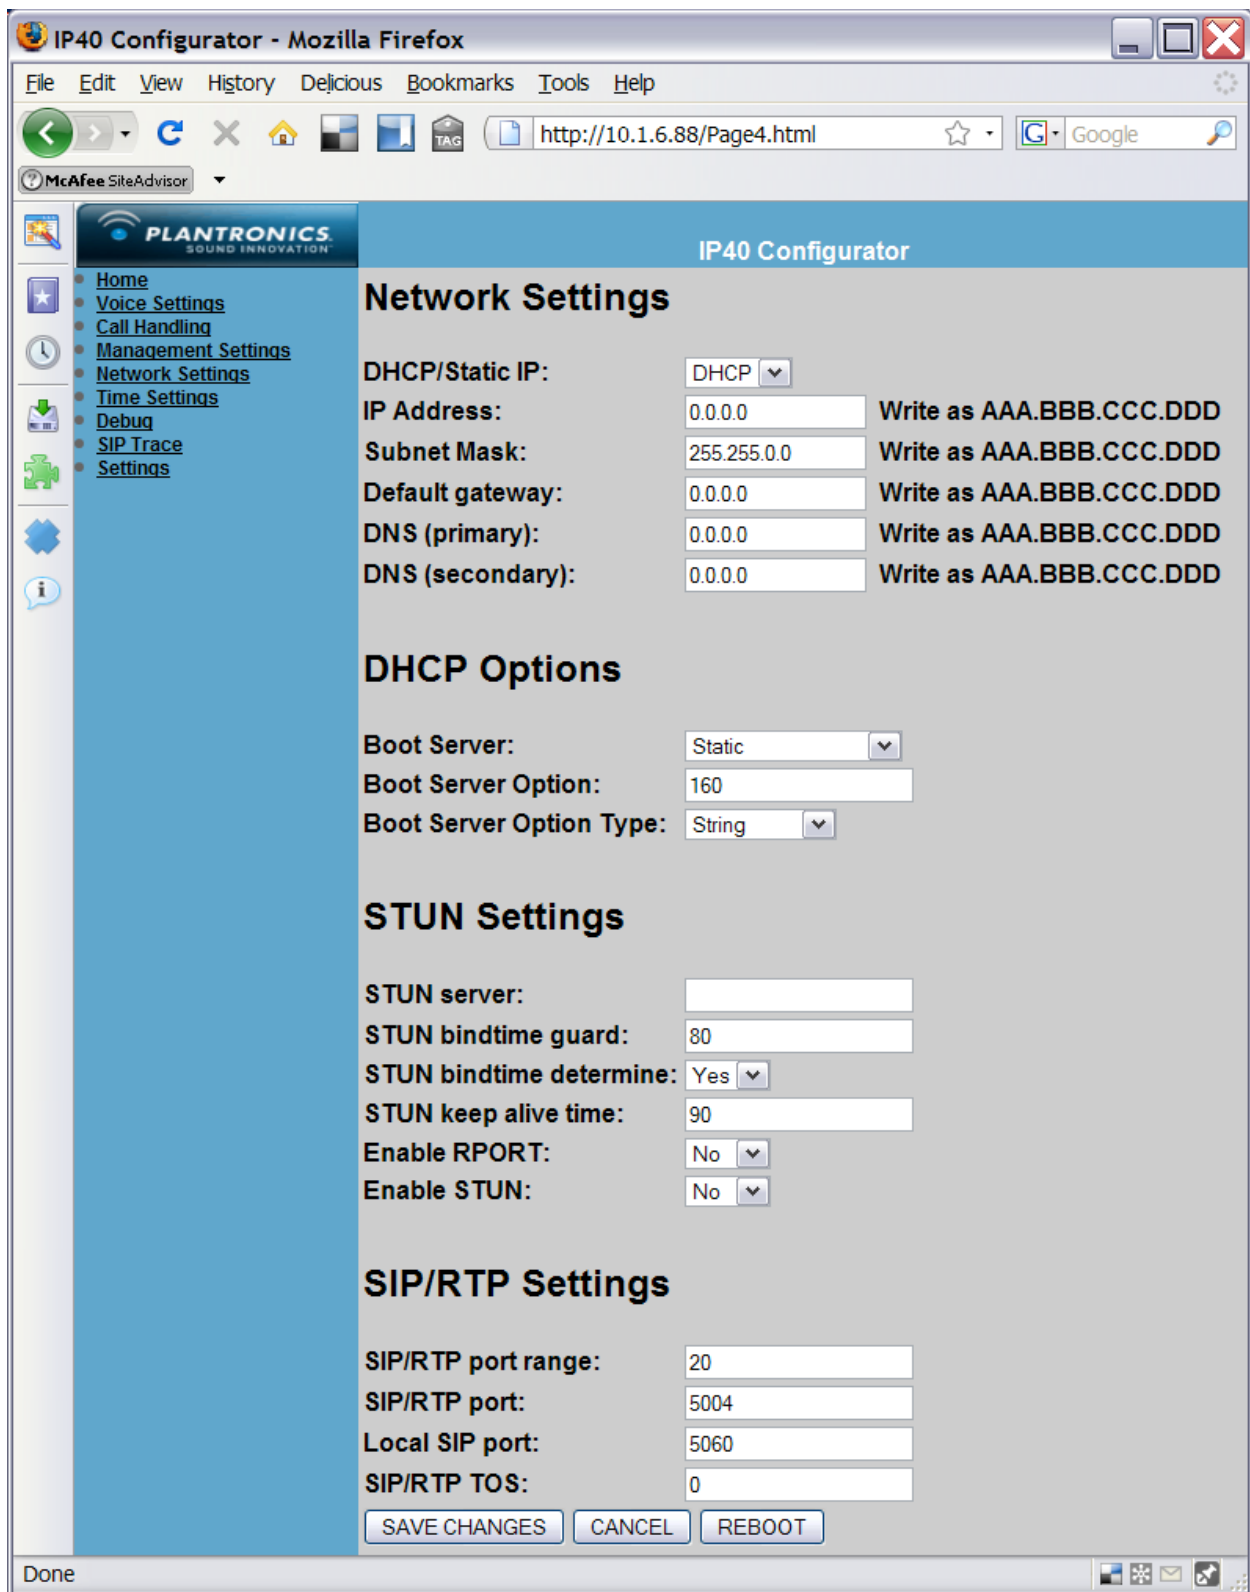 IP40 Configurator - Mozilla Firefox
File Edit View History Delicious Bookmarks Tools Help
TAG http://10.1.6.88/Page4.html G Google
McAfee SiteAdvisor
PLANTRONICS
SOUND INNOVATION
IP40 Configurator
Home
Voice Settings
Call Handling
Management Settings
Network Settings
Time Settings
Debug
SIP Trace
Settings
Network Settings
DHCP/Static IP: DHCP
IP Address: 0.0.0.0 Write as AAA.BBB.CCC.DDD
Subnet Mask: 255.255.0.0 Write as AAA.BBB.CCC.DDD
Default gateway: 0.0.0.0 Write as AAA.BBB.CCC.DDD
DNS (primary): 0.0.0.0 Write as AAA.BBB.CCC.DDD
DNS (secondary): 0.0.0.0 Write as AAA.BBB.CCC.DDD
DHCP Options
Boot Server: Static
Boot Server Option: 160
Boot Server Option Type: String
STUN Settings
STUN server:
STUN bindtime guard: 80
STUN bindtime determine: Yes
STUN keep alive time: 90
Enable RPORT: No
Enable STUN: No
SIP/RTP Settings
SIP/RTP port range: 20
SIP/RTP port: 5004
Local SIP port: 5060
SIP/RTP TOS: 0
SAVE CHANGES CANCEL REBOOT
Done